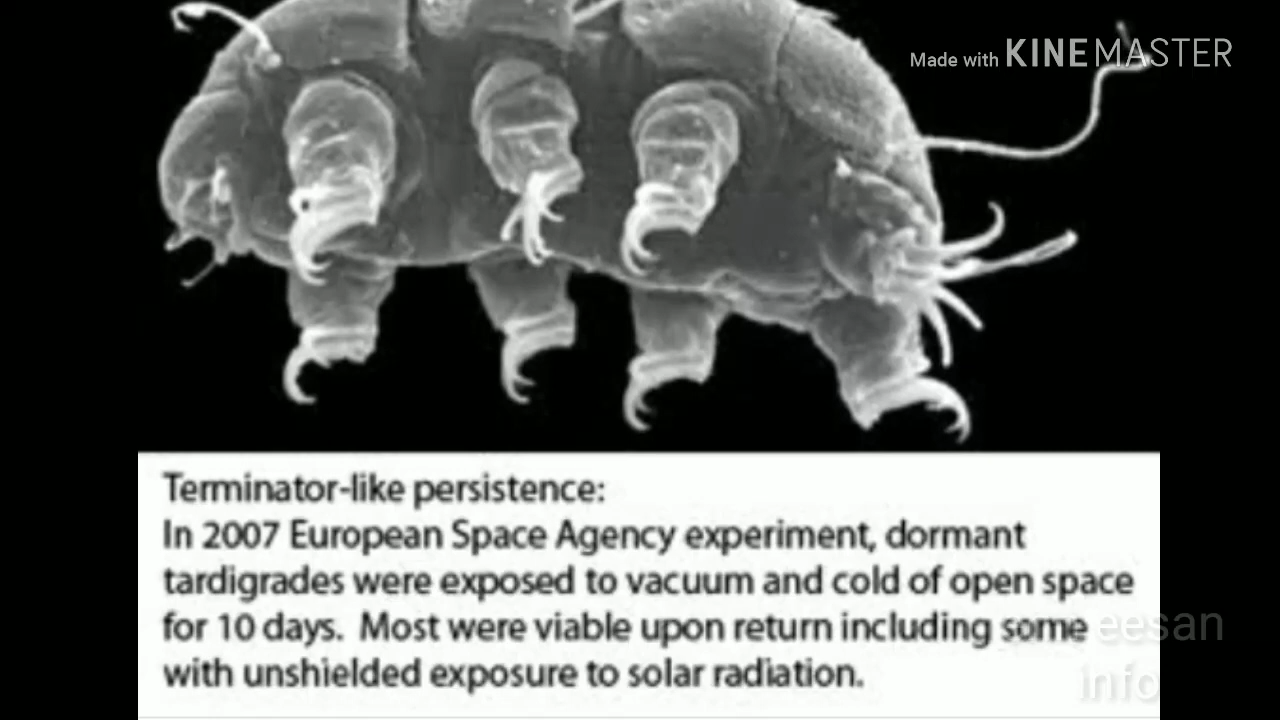 Made with KINEMASTER
Terminator-like persistence:
In 2007 European Space Agency experiment, dormant
tardigrades were exposed to vacuum and cold of open space
for 10 days. Most were viable upon return including some
with unshielded exposure to solar radiation.
eesan
info